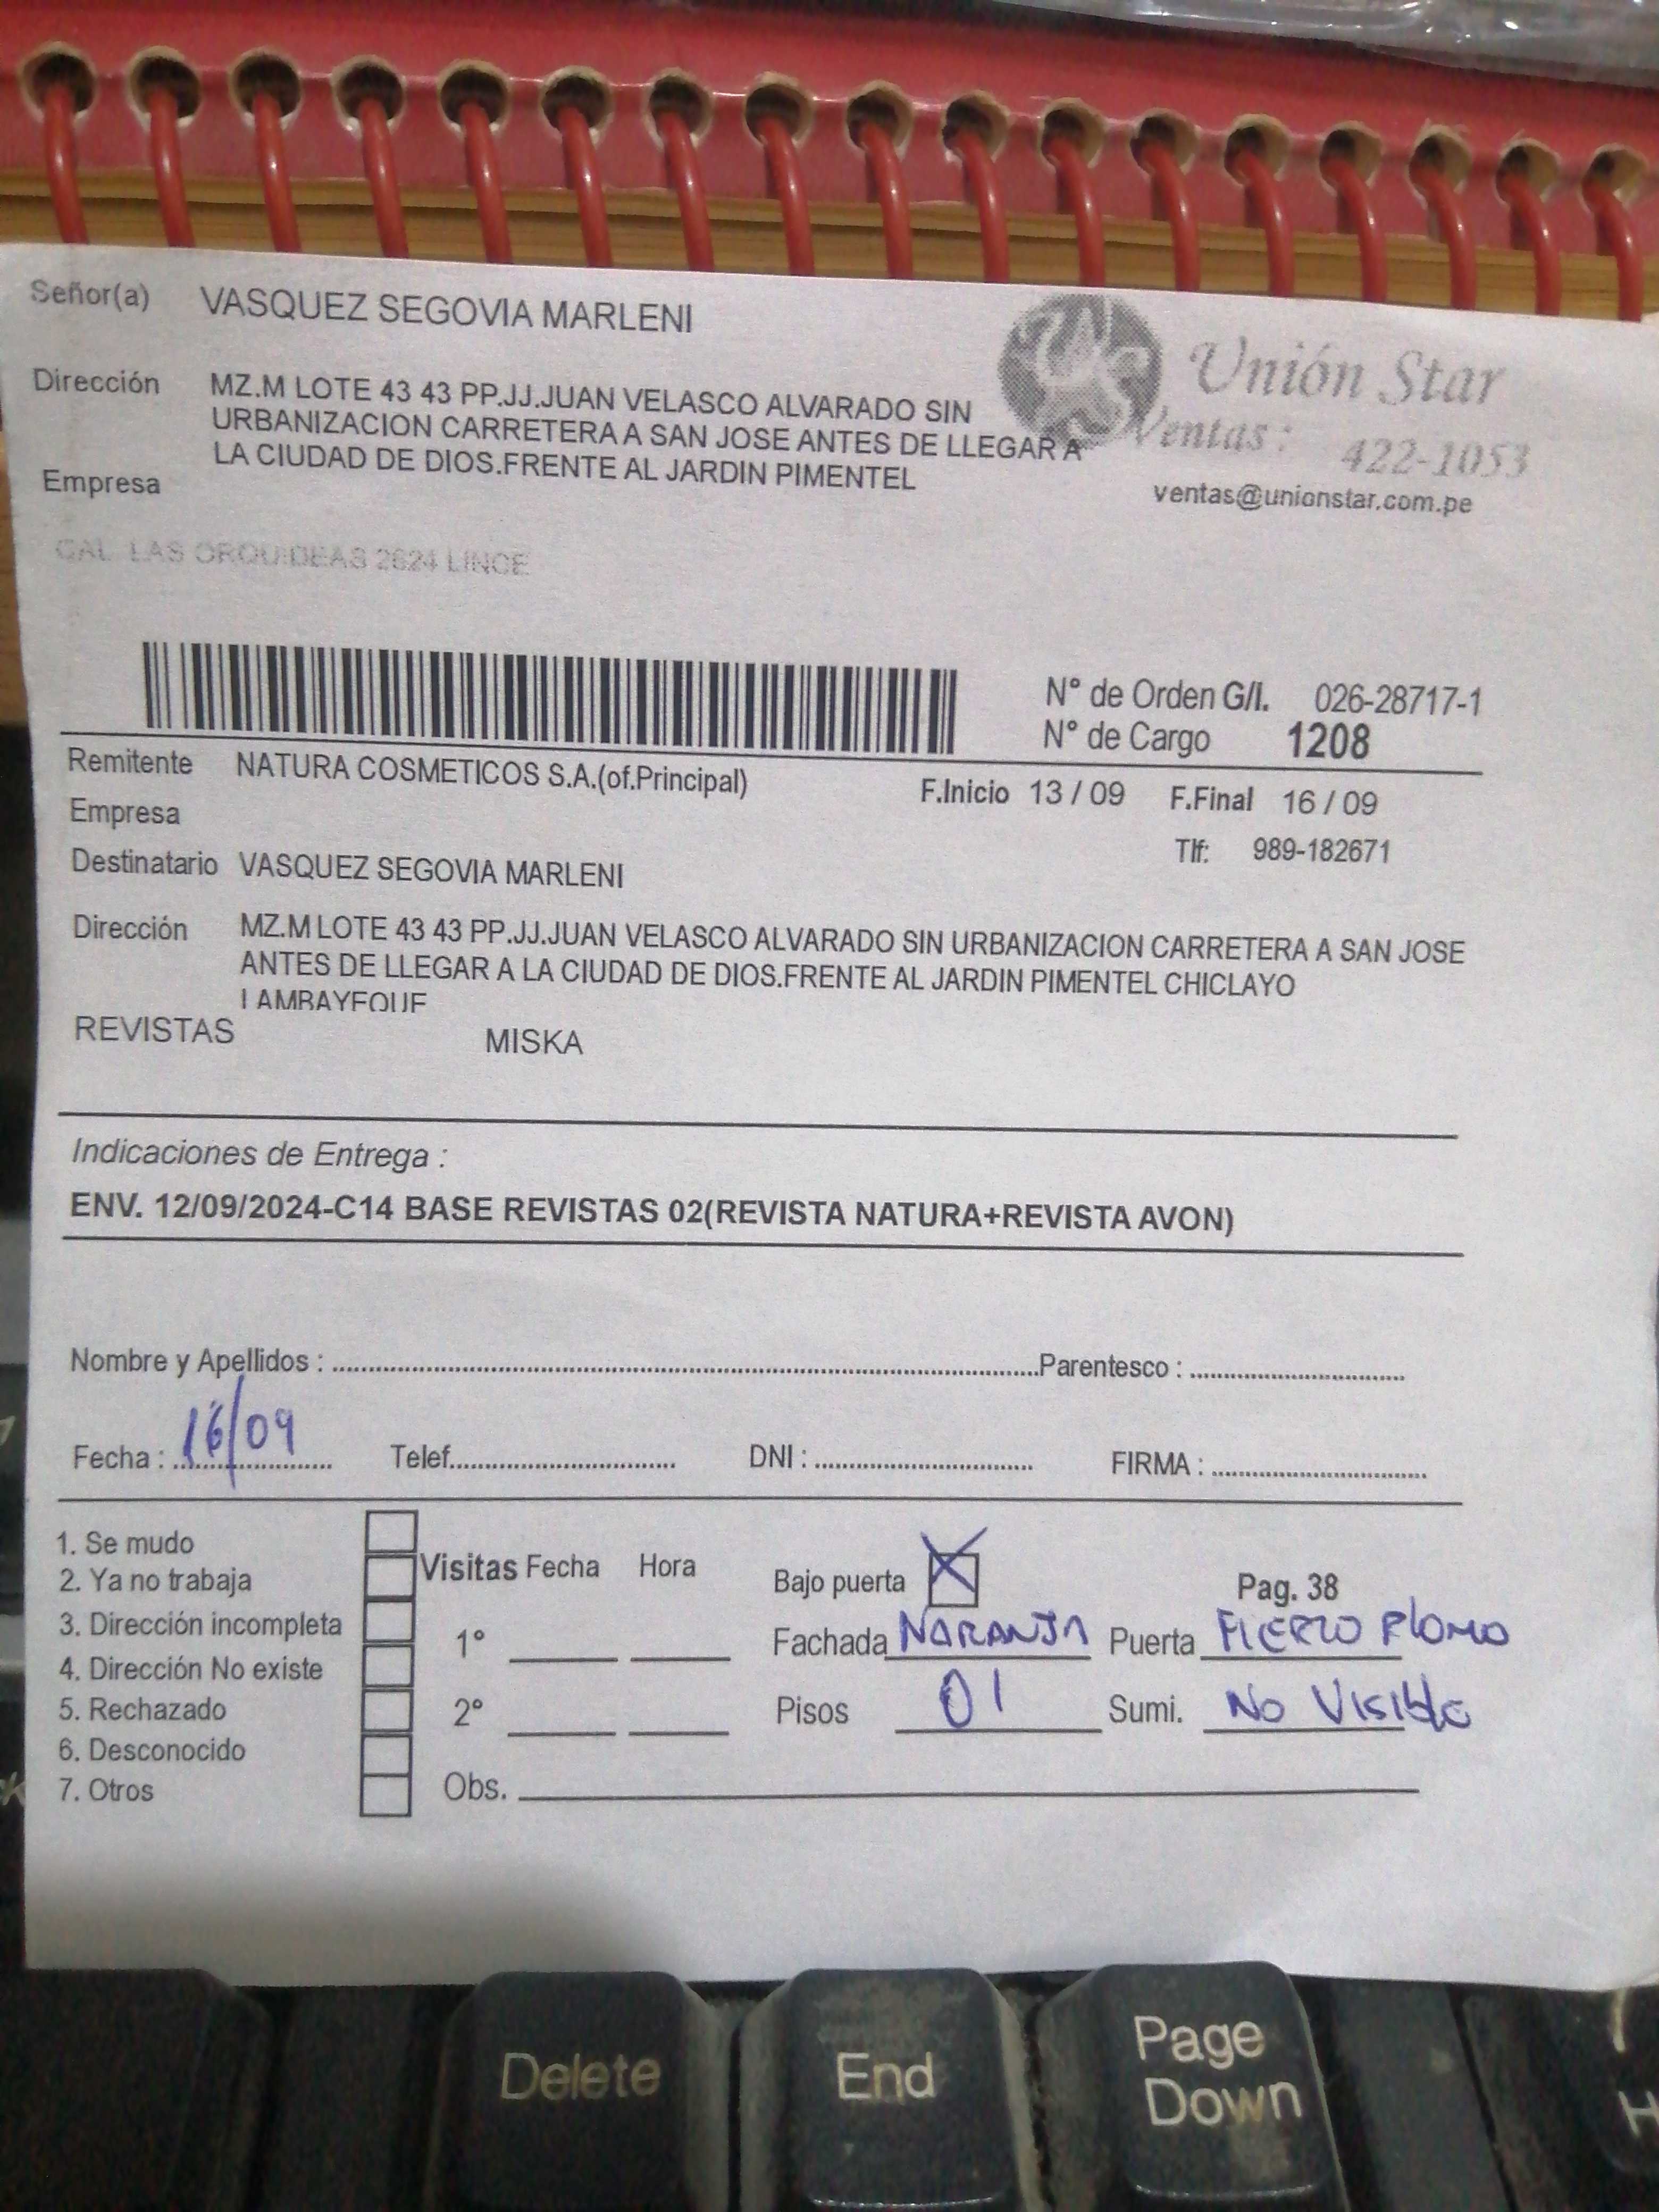 Señor(a) VASQUEZ SEGOVIA MARLENI
Dirección MZ.M LOTE 43 43 PP.JJ.JUAN VELASCO ALVARADO SIN
URBANIZACION CARRETERA A SAN JOSE ANTES DE LLEGAR A
LA CIUDAD DE DIOS.FRENTE AL JARDIN PIMENTEL
Empresa
Unión Star
Ventas: 422-1053
ventas@unionstar.com.pe
CAL. LAS ORQUIDEAS 2624 LINCE
N° de Orden G/I. 026-28717-1
N° de Cargo 1208
Remitente NATURA COSMETICOS S.A.(of.Principal) F.Inicio 13 / 09 F.Final 16 / 09
Empresa
Tlf: 989-182671
Destinatario VASQUEZ SEGOVIA MARLENI
Dirección MZ.M LOTE 43 43 PP.JJ.JUAN VELASCO ALVARADO SIN URBANIZACION CARRETERA A SAN JOSE
ANTES DE LLEGAR A LA CIUDAD DE DIOS.FRENTE AL JARDIN PIMENTEL CHICLAYO
LAMBAYEQUE
REVISTAS MISKA
Indicaciones de Entrega :
ENV. 12/09/2024-C14 BASE REVISTAS 02(REVISTA NATURA+REVISTA AVON)
Nombre y Apellidos : Parentesco :
Fecha : 16/09 Telef. DNI : FIRMA :
1. Se mudo
2. Ya no trabaja
3. Dirección incompleta
4. Dirección No existe
5. Rechazado
6. Desconocido
7. Otros
Visitas Fecha Hora
1°
2°
Obs.
Bajo puerta X Pag. 38
Fachada NARANJA Puerta FIERRO PLOMO
Pisos 01 Sumi. No Visible
Delete
End
Page
Down